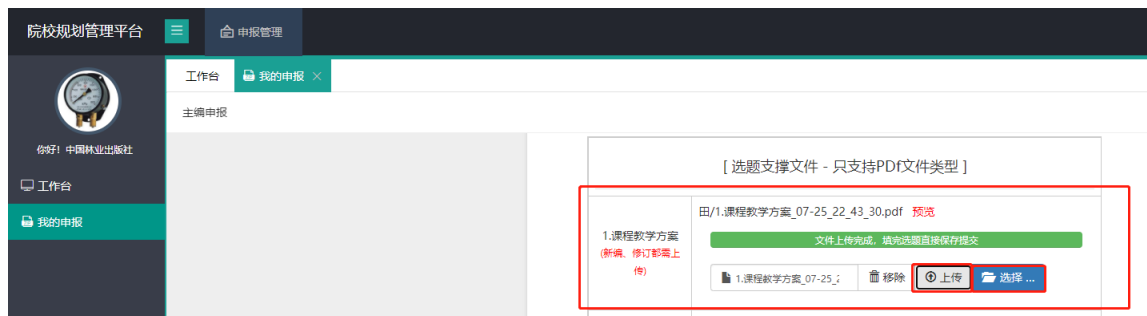 院校规划管理平台
申报管理
工作台
我的申报
主编申报
你好！中国林业出版社
工作台
我的申报
[ 选题支撑文件 - 只支持PDf文件类型 ]
1.课程教学方案
(新编、修订都需上
传)
田/1.课程教学方案_07-25_22_43_30.pdf 预览
文件上传完成，填完选题直接保存提交
1.课程教学方案_07-25_2
移除
上传
选择 ...